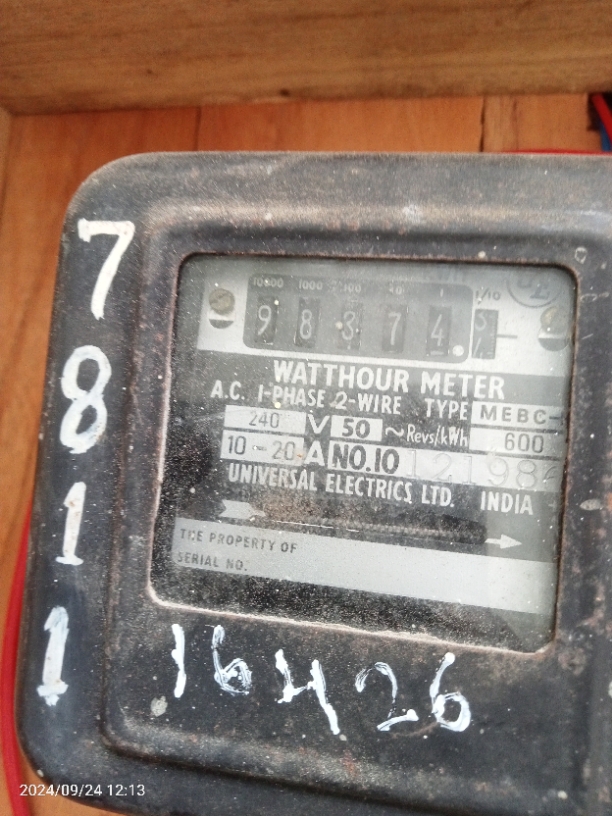 10000 1000 100 10 1 1/10
9 8 3 7 4
WATTHOUR METER
A.C. 1-PHASE 2-WIRE TYPE MEBC-
240 V 50 ~ Revs/kWh 600
10-20 A NO.10 121984
UNIVERSAL ELECTRICS LTD. INDIA
THE PROPERTY OF
SERIAL NO.
7
8
1
1
16426
2024/09/24 12:13